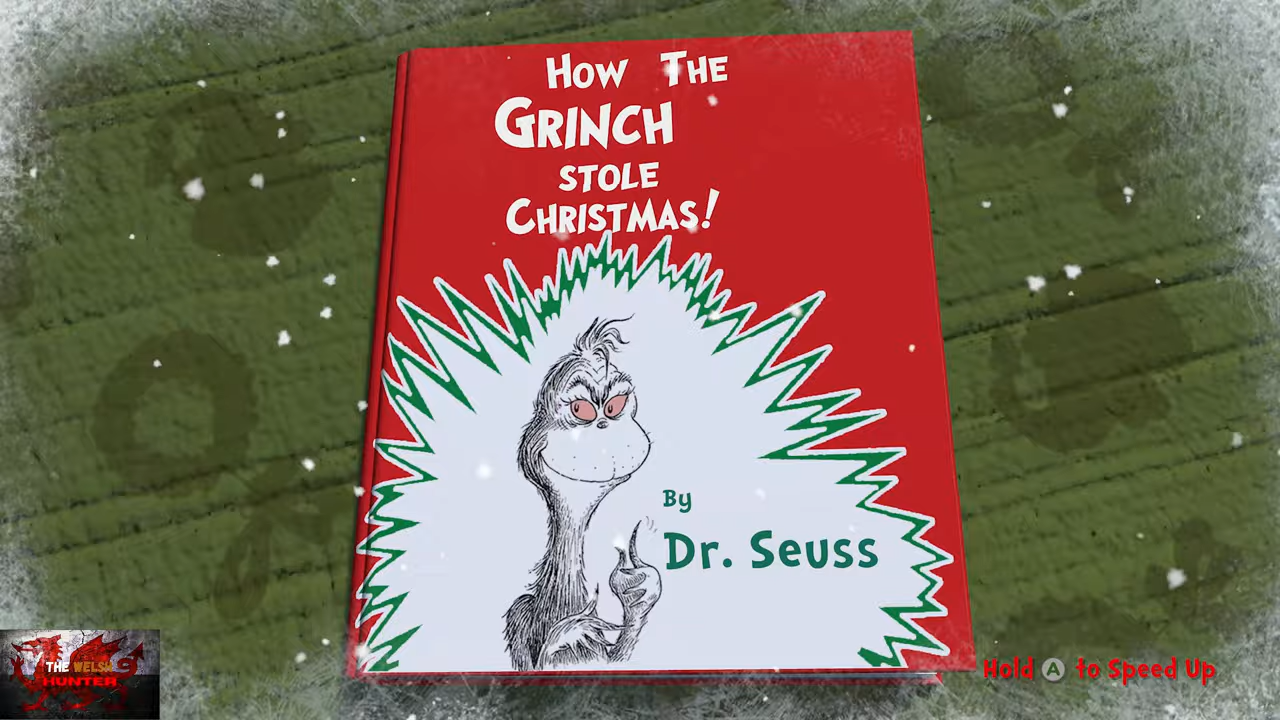 How The
Grinch
stole
Christmas!
By
Dr. Seuss
Hold A to Speed Up
THE WELSH
HUNTER